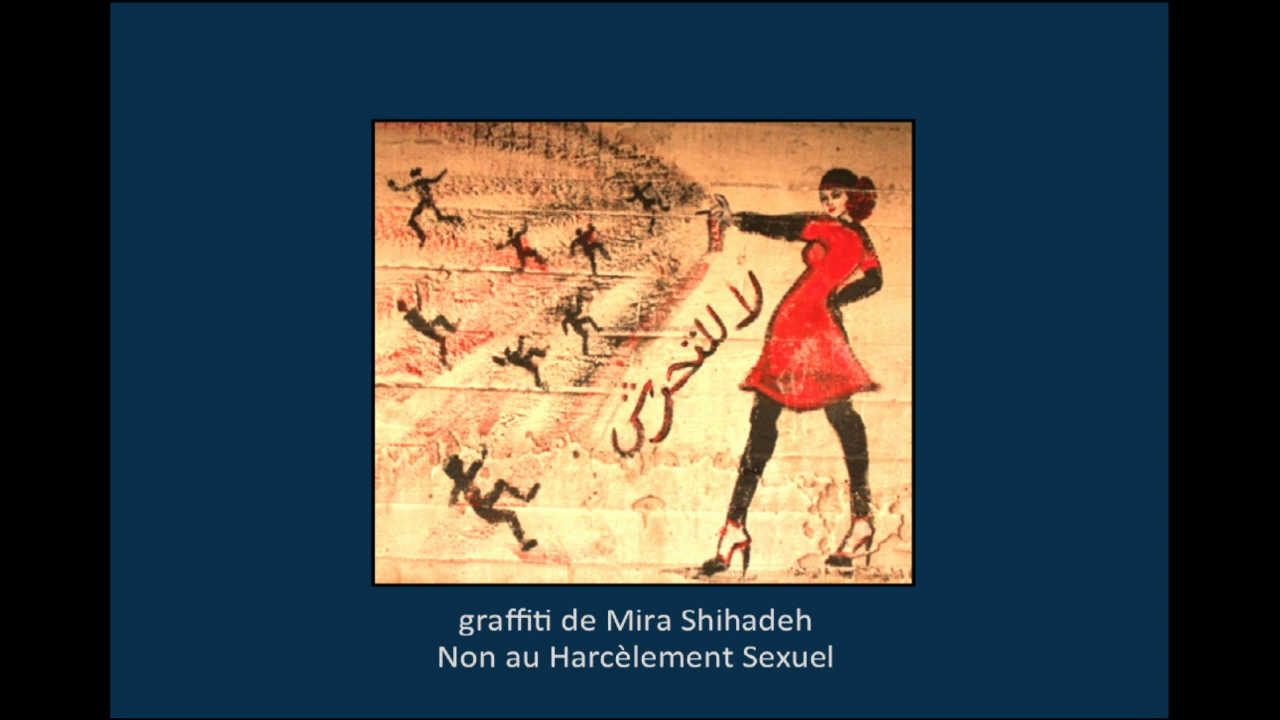 لا للتحرش
graffiti de Mira Shihadeh
Non au Harcèlement Sexuel